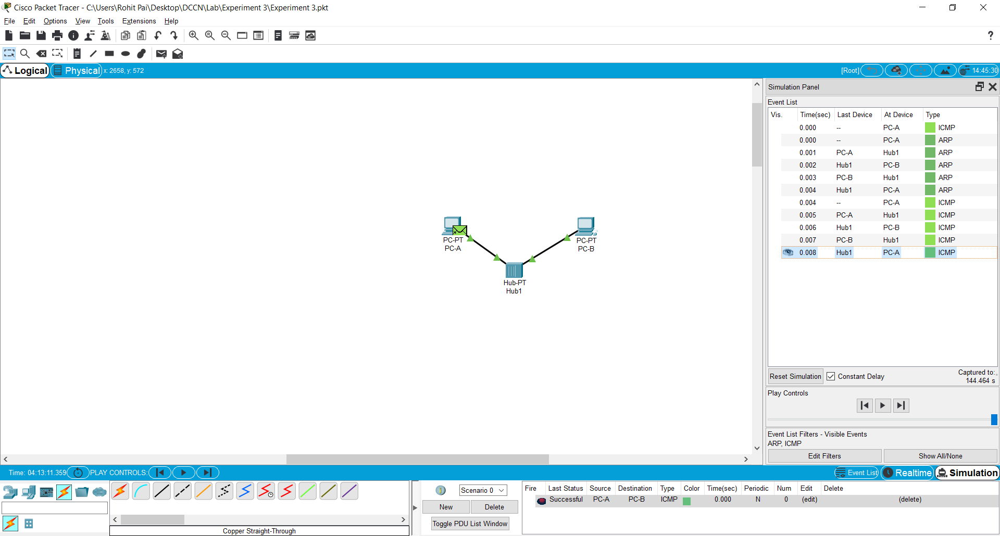 Cisco Packet Tracer - C:\Users\Rohit Pai\Desktop\DCCN\Lab\Experiment 3\Experiment 3.pkt
File Edit Options View Tools Extensions Help
?
Logical Physical x: 2658, y: 572 [Root] 14:45:30
Simulation Panel
Event List
Vis. Time(sec) Last Device At Device Type
0.000 -- PC-A ICMP
0.000 -- PC-A ARP
0.001 PC-A Hub1 ARP
0.002 Hub1 PC-B ARP
0.003 PC-B Hub1 ARP
0.004 Hub1 PC-A ARP
0.004 -- PC-A ICMP
0.005 PC-A Hub1 ICMP
0.006 Hub1 PC-B ICMP
0.007 PC-B Hub1 ICMP
0.008 Hub1 PC-A ICMP
PC-PT
PC-A
PC-PT
PC-B
Hub-PT
Hub1
Reset Simulation Constant Delay Captured to:
144.464 s
Play Controls
Event List Filters - Visible Events
ARP, ICMP
Edit Filters Show All/None
Time: 04:13:11.359 PLAY CONTROLS: Event List Realtime Simulation
Scenario 0
New Delete
Toggle PDU List Window
Fire Last Status Source Destination Type Color Time(sec) Periodic Num Edit Delete
Successful PC-A PC-B ICMP 0.000 N 0 (edit) (delete)
Copper Straight-Through